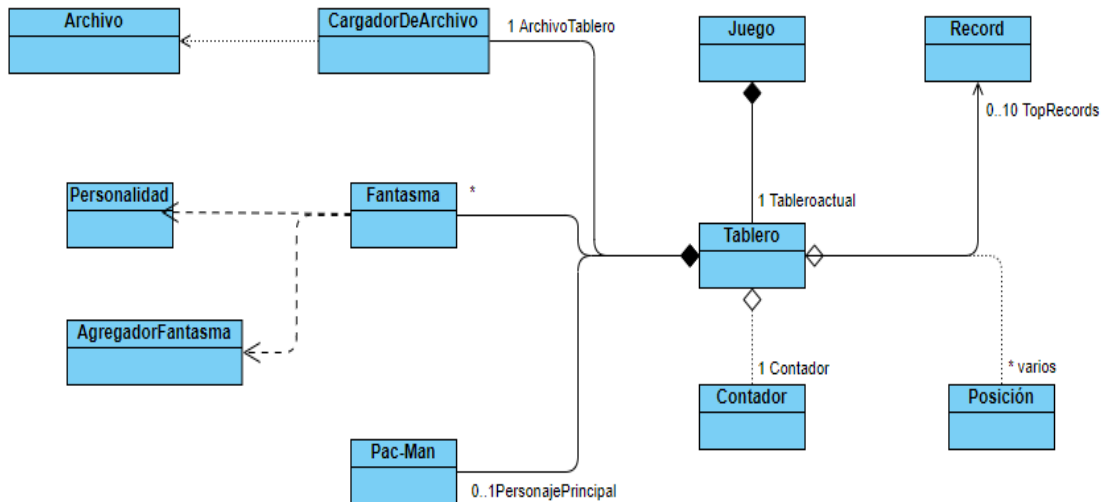 Archivo
CargadorDeArchivo
1 ArchivoTablero
Juego
Record
0..10 TopRecords
Personalidad
Fantasma
*
1 Tableroactual
Tablero
AgregadorFantasma
1 Contador
* varios
Contador
Posición
Pac-Man
0..1PersonajePrincipal